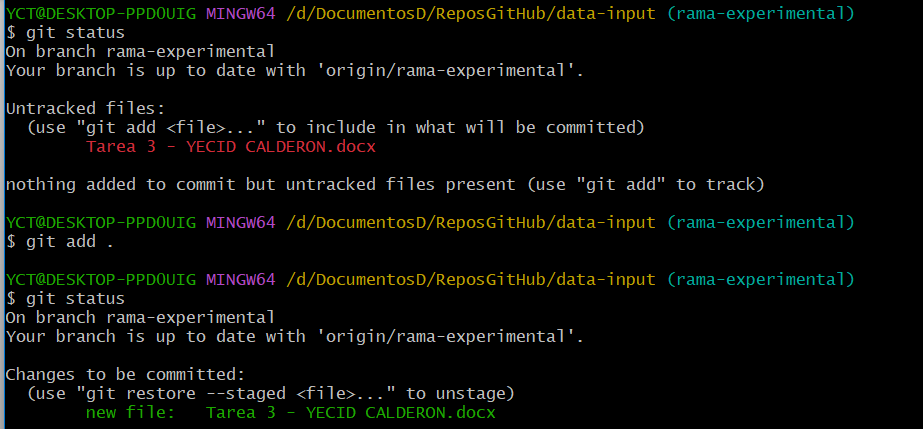 YCT@DESKTOP-PPDOUIG MINGW64 /d/DocumentosD/ReposGitHub/data-input (rama-experimental)
$ git status
On branch rama-experimental
Your branch is up to date with 'origin/rama-experimental'.
Untracked files:
(use "git add <file>..." to include in what will be committed)
Tarea 3 - YECID CALDERON.docx
nothing added to commit but untracked files present (use "git add" to track)
YCT@DESKTOP-PPDOUIG MINGW64 /d/DocumentosD/ReposGitHub/data-input (rama-experimental)
$ git add .
YCT@DESKTOP-PPDOUIG MINGW64 /d/DocumentosD/ReposGitHub/data-input (rama-experimental)
$ git status
On branch rama-experimental
Your branch is up to date with 'origin/rama-experimental'.
Changes to be committed:
(use "git restore --staged <file>..." to unstage)
new file:   Tarea 3 - YECID CALDERON.docx